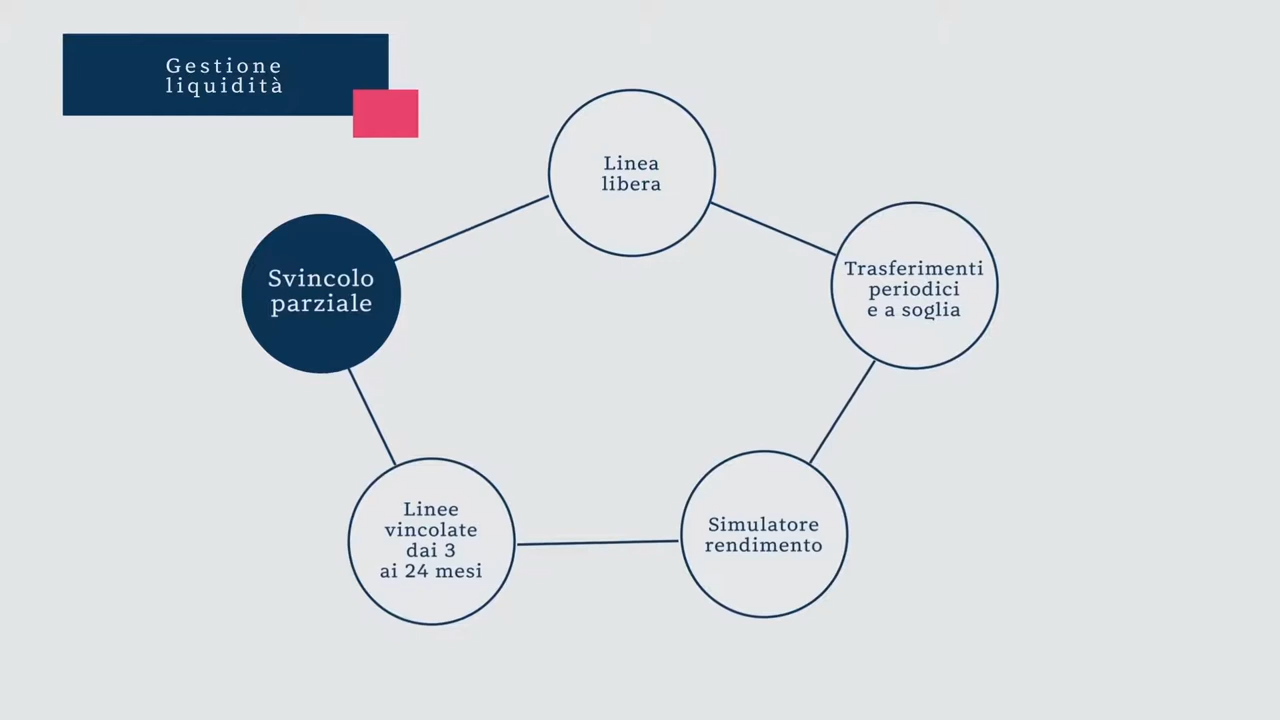 Gestione
liquidità
Linea
libera
Svincolo
parziale
Trasferimenti
periodici
e a soglia
Linee
vincolate
dai 3
ai 24 mesi
Simulatore
rendimento